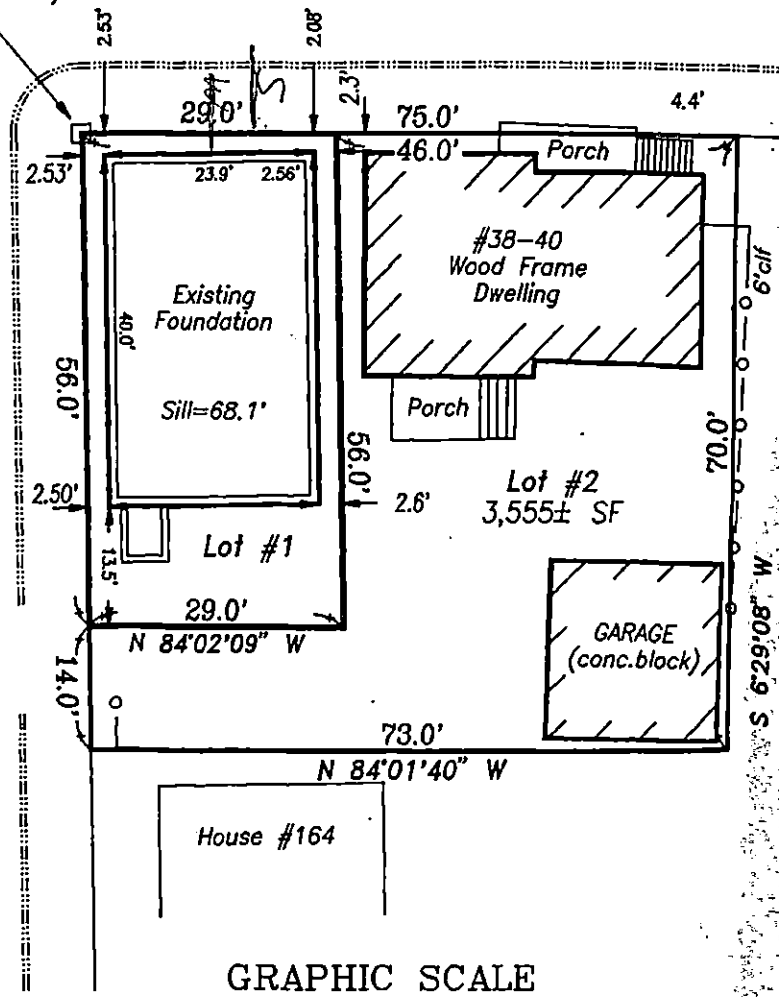 2.53'
2.08'
29.0'
2.3'
75.0'
4.4'
46.0'
Porch
2.53'
23.9'
2.56'
#38-40
Wood Frame
Dwelling
6'clf
Existing
Foundation
40.0'
Sill=68.1'
56.0'
Porch
56.0'
70.0'
2.50'
2.6'
Lot #2
3,555± SF
Lot #1
13.5'
29.0'
N 84°02'09" W
GARAGE
(conc.block)
S 6°29'08" W
14.0'
73.0'
N 84°01'40" W
House #164
GRAPHIC SCALE